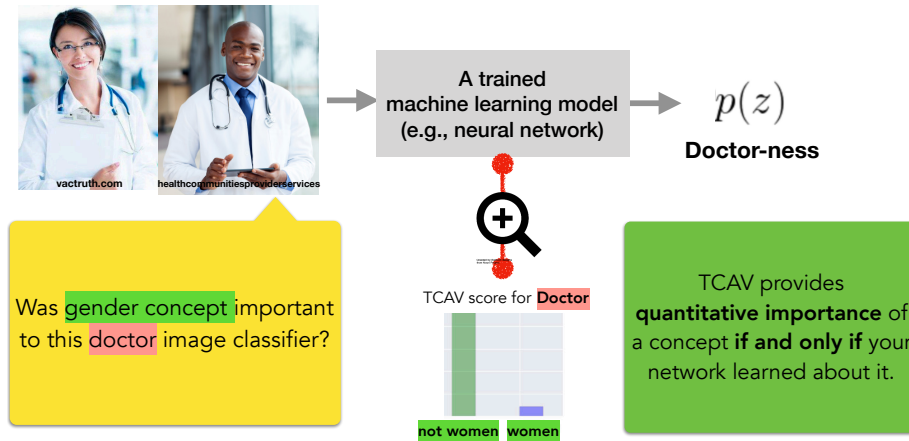 vactruth.com
healthcommunitiesproviderservices
A trained
machine learning model
(e.g., neural network)
p(z)
Doctor-ness
Was gender concept important
to this doctor image classifier?
TCAV score for Doctor
not women women
TCAV provides
quantitative importance of
a concept if and only if your
network learned about it.